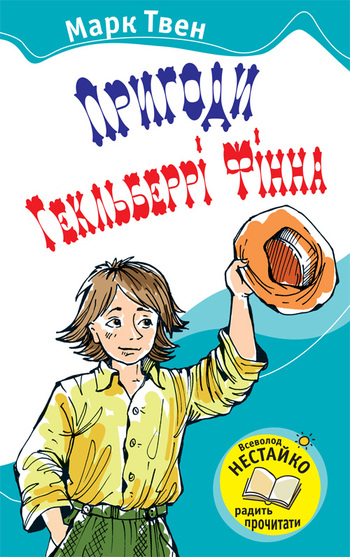 Марк Твен
Пригоди
Гекльберрі Фінна
Всеволод
НЕСТАЙКО
радить
прочитати